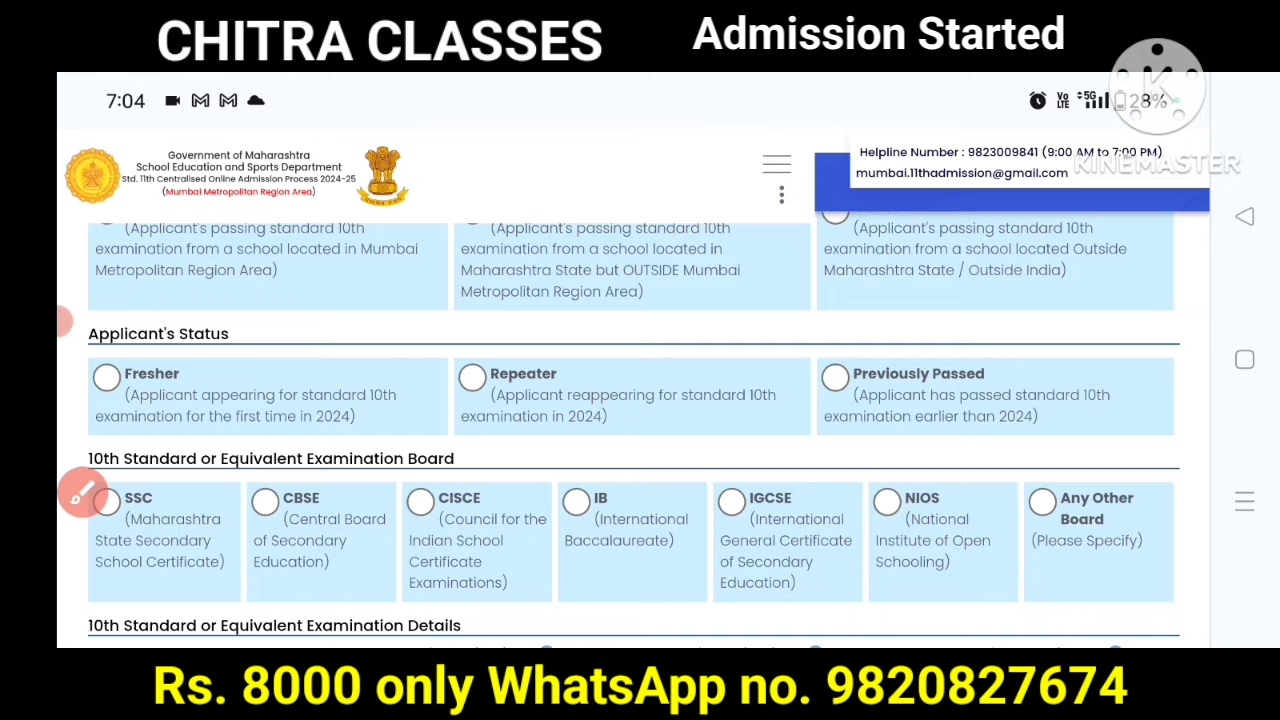 CHITRA CLASSES
Admission Started
7:04
Vo LTE 5G 28%
KINEMASTER
Government of Maharashtra
School Education and Sports Department
Std. 11th Centralised Online Admission Process 2024-25
(Mumbai Metropolitan Region Area)
Helpline Number : 9823009841 (9:00 AM to 7:00 PM)
mumbai.11thadmission@gmail.com
(Applicant's passing standard 10th
examination from a school located in Mumbai
Metropolitan Region Area)
(Applicant's passing standard 10th
examination from a school located in
Maharashtra State but OUTSIDE Mumbai
Metropolitan Region Area)
(Applicant's passing standard 10th
examination from a school located Outside
Maharashtra State / Outside India)
Applicant's Status
Fresher
(Applicant appearing for standard 10th
examination for the first time in 2024)
Repeater
(Applicant reappearing for standard 10th
examination in 2024)
Previously Passed
(Applicant has passed standard 10th
examination earlier than 2024)
10th Standard or Equivalent Examination Board
SSC
(Maharashtra
State Secondary
School Certificate)
CBSE
(Central Board
of Secondary
Education)
CISCE
(Council for the
Indian School
Certificate
Examinations)
IB
(International
Baccalaureate)
IGCSE
(International
General Certificate
of Secondary
Education)
NIOS
(National
Institute of Open
Schooling)
Any Other
Board
(Please Specify)
10th Standard or Equivalent Examination Details
Rs. 8000 only WhatsApp no. 9820827674